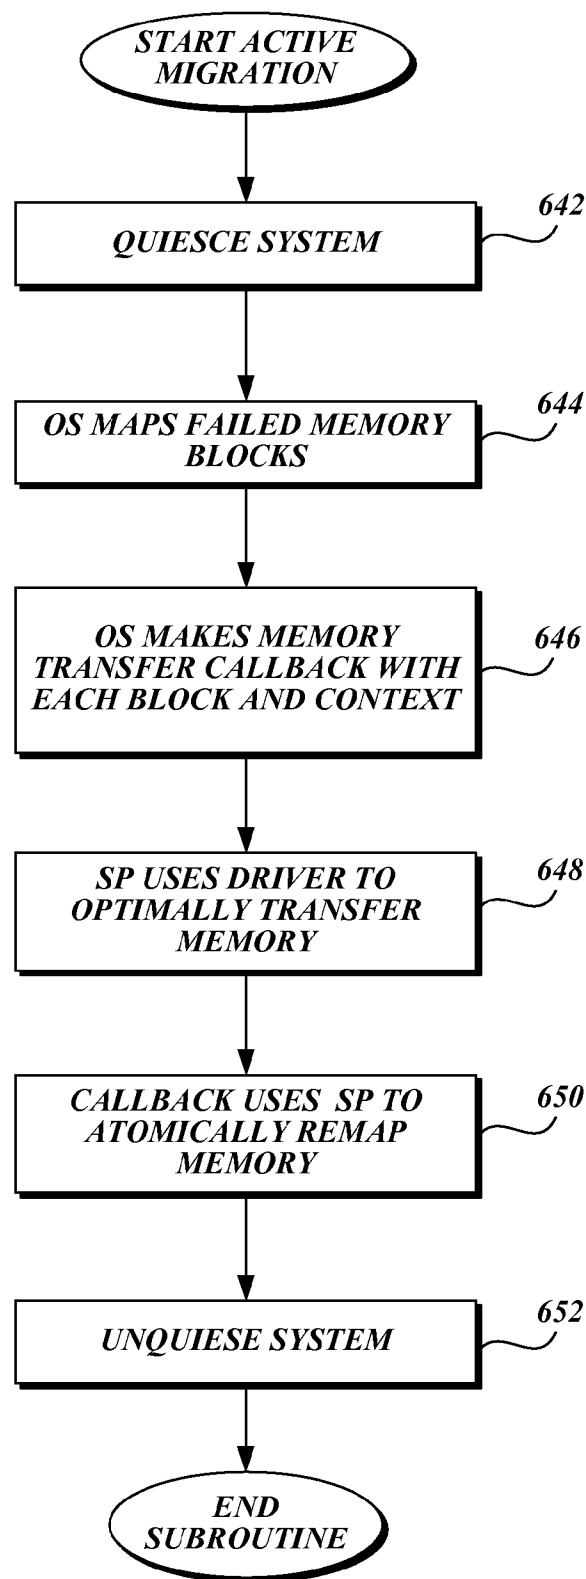 START ACTIVE
MIGRATION
642
QUIESCE SYSTEM
644
OS MAPS FAILED MEMORY
BLOCKS
OS MAKES MEMORY
TRANSFER CALLBACK WITH
EACH BLOCK AND CONTEXT
646
SP USES DRIVER TO
OPTIMALLY TRANSFER
MEMORY
648
CALLBACK USES SP TO
ATOMICALLY REMAP
MEMORY
650
UNQUIESE SYSTEM
652
END
SUBROUTINE